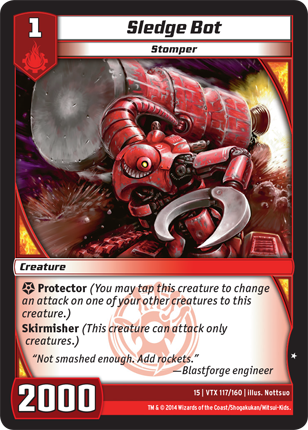 1
Sledge Bot
Stomper
Creature
Protector (You may tap this creature to change
an attack on one of your other creatures to this
creature.)
Skirmisher (This creature can attack only
creatures.)
"Not smashed enough. Add rockets."
—Blastforge engineer
2000
15 | VTX 117/160 | illus. Nottsuo
TM & © 2014 Wizards of the Coast/Shogakukan/Mitsui-Kids.